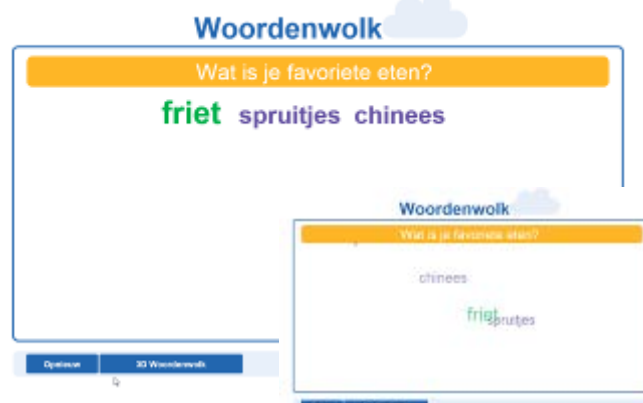 Woordenwolk
Wat is je favoriete eten?
friet spruitjes chinees
Opnieuw 3D Woordenwolk
Woordenwolk
Wat is je favoriete eten?
chinees
friet
spruitjes